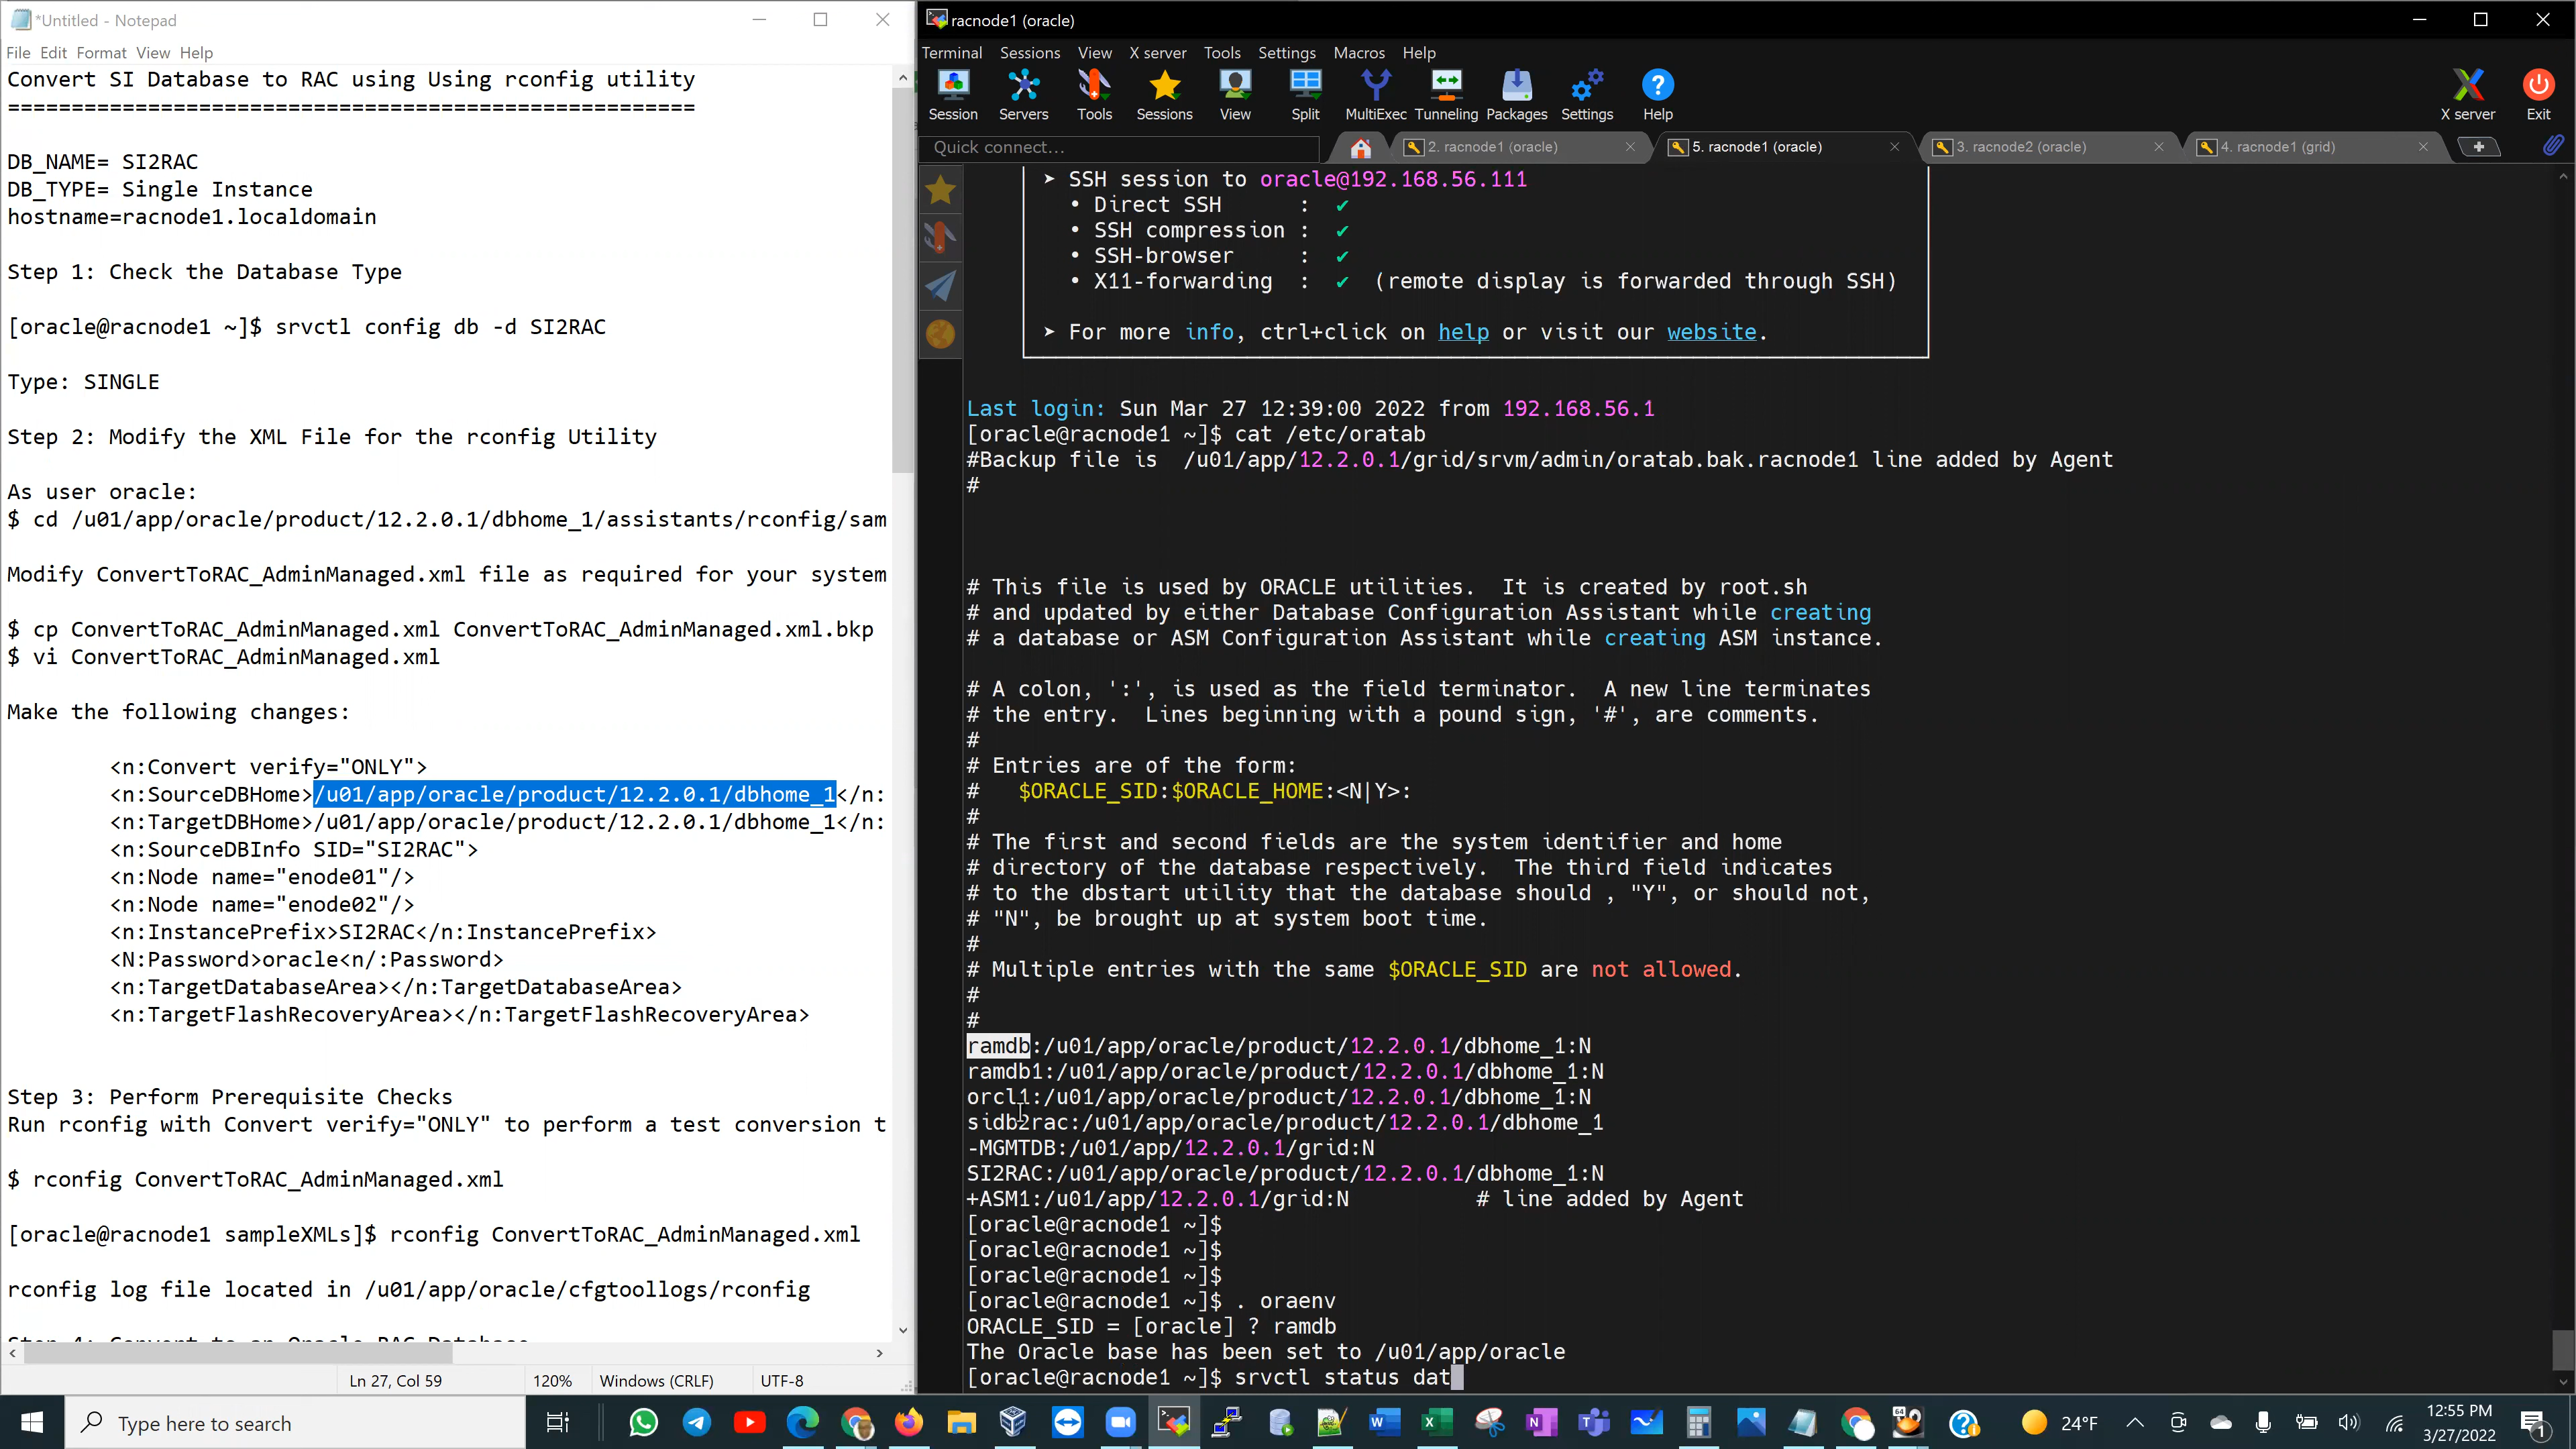 *Untitled - Notepad
File Edit Format View Help
Convert SI Database to RAC using Using rconfig utility
======================================================
DB_NAME= SI2RAC
DB_TYPE= Single Instance
hostname=racnode1.localdomain
Step 1: Check the Database Type
[oracle@racnode1 ~]$ srvctl config db -d SI2RAC
Type: SINGLE
Step 2: Modify the XML File for the rconfig Utility
As user oracle:
$ cd /u01/app/oracle/product/12.2.0.1/dbhome_1/assistants/rconfig/sam
Modify ConvertToRAC_AdminManaged.xml file as required for your system
$ cp ConvertToRAC_AdminManaged.xml ConvertToRAC_AdminManaged.xml.bkp
$ vi ConvertToRAC_AdminManaged.xml
Make the following changes:
<n:Convert verify="ONLY">
<n:SourceDBHome>/u01/app/oracle/product/12.2.0.1/dbhome_1</n:
<n:TargetDBHome>/u01/app/oracle/product/12.2.0.1/dbhome_1</n:
<n:SourceDBInfo SID="SI2RAC">
<n:Node name="enode01"/>
<n:Node name="enode02"/>
<n:InstancePrefix>SI2RAC</n:InstancePrefix>
<N:Password>oracle<n/:Password>
<n:TargetDatabaseArea></n:TargetDatabaseArea>
<n:TargetFlashRecoveryArea></n:TargetFlashRecoveryArea>
Step 3: Perform Prerequisite Checks
Run rconfig with Convert verify="ONLY" to perform a test conversion t
$ rconfig ConvertToRAC_AdminManaged.xml
[oracle@racnode1 sampleXMLs]$ rconfig ConvertToRAC_AdminManaged.xml
rconfig log file located in /u01/app/oracle/cfgtoollogs/rconfig
Step 4: Convert to an Oracle RAC Database
Ln 27, Col 59 120% Windows (CRLF) UTF-8
racnode1 (oracle)
Terminal Sessions View X server Tools Settings Macros Help
Session Servers Tools Sessions View Split MultiExec Tunneling Packages Settings Help X server Exit
Quick connect... 2. racnode1 (oracle) 5. racnode1 (oracle) 3. racnode2 (oracle) 4. racnode1 (grid)
➤ SSH session to oracle@192.168.56.111
• Direct SSH : ✔
• SSH compression : ✔
• SSH-browser : ✔
• X11-forwarding : ✔ (remote display is forwarded through SSH)
➤ For more info, ctrl+click on help or visit our website.
Last login: Sun Mar 27 12:39:00 2022 from 192.168.56.1
[oracle@racnode1 ~]$ cat /etc/oratab
#Backup file is /u01/app/12.2.0.1/grid/srvm/admin/oratab.bak.racnode1 line added by Agent
#
# This file is used by ORACLE utilities. It is created by root.sh
# and updated by either Database Configuration Assistant while creating
# a database or ASM Configuration Assistant while creating ASM instance.
# A colon, ':', is used as the field terminator. A new line terminates
# the entry. Lines beginning with a pound sign, '#', are comments.
#
# Entries are of the form:
# $ORACLE_SID:$ORACLE_HOME:<N|Y>:
#
# The first and second fields are the system identifier and home
# directory of the database respectively. The third field indicates
# to the dbstart utility that the database should , "Y", or should not,
# "N", be brought up at system boot time.
#
# Multiple entries with the same $ORACLE_SID are not allowed.
#
#
ramdb:/u01/app/oracle/product/12.2.0.1/dbhome_1:N
ramdb1:/u01/app/oracle/product/12.2.0.1/dbhome_1:N
orcl1:/u01/app/oracle/product/12.2.0.1/dbhome_1:N
sidb2rac:/u01/app/oracle/product/12.2.0.1/dbhome_1
-MGMTDB:/u01/app/12.2.0.1/grid:N
SI2RAC:/u01/app/oracle/product/12.2.0.1/dbhome_1:N
+ASM1:/u01/app/12.2.0.1/grid:N # line added by Agent
[oracle@racnode1 ~]$
[oracle@racnode1 ~]$
[oracle@racnode1 ~]$
[oracle@racnode1 ~]$ . oraenv
ORACLE_SID = [oracle] ? ramdb
The Oracle base has been set to /u01/app/oracle
[oracle@racnode1 ~]$ srvctl status dat
Type here to search
24°F
12:55 PM
3/27/2022
1